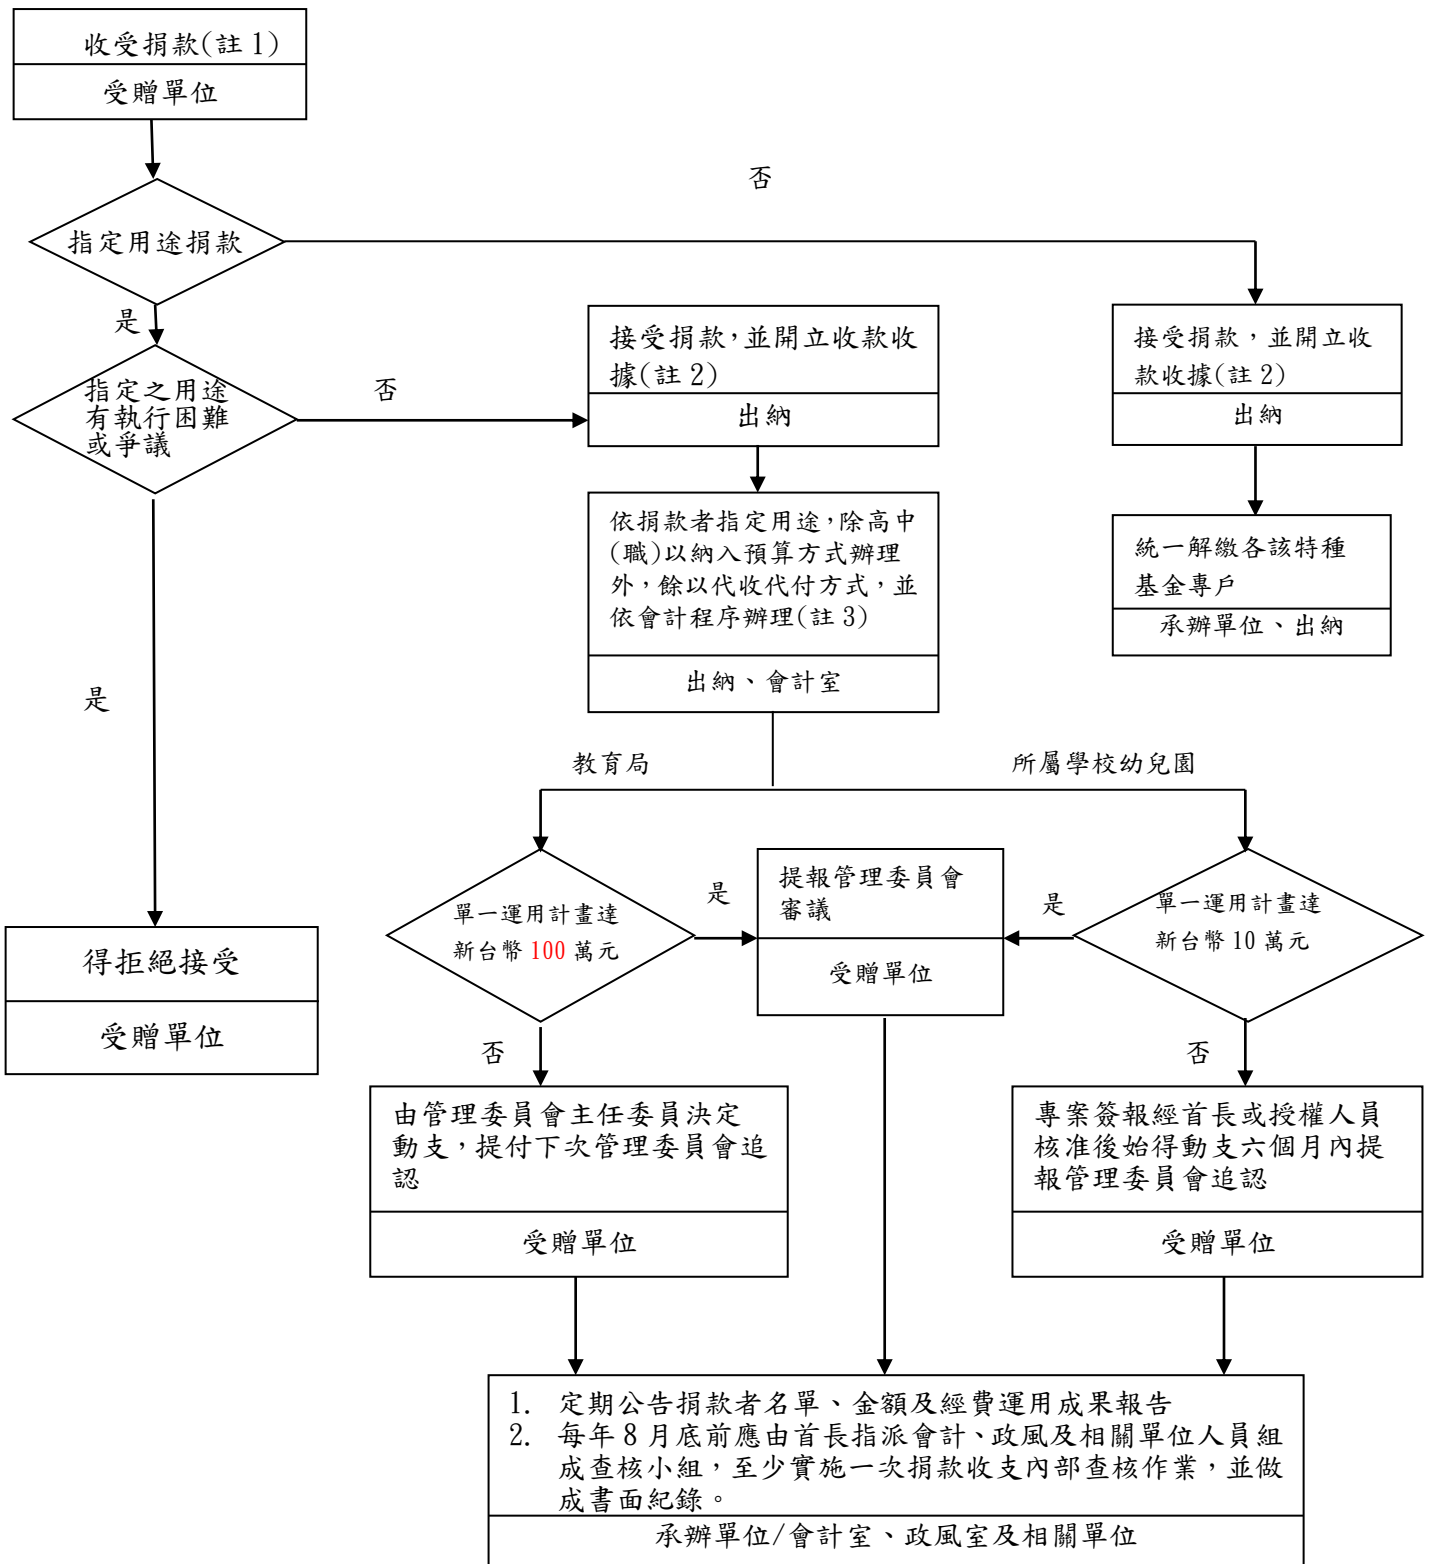 收受捐款(註 1)
受贈單位
否
指定用途捐款
是
指定之用途
有執行困難
或爭議
否
接受捐款,並開立收款收
據(註 2)
出納
接受捐款,並開立收
款收據(註 2)
出納
依捐款者指定用途,除高中
(職)以納入預算方式辦理
外,餘以代收代付方式,並
依會計程序辦理(註 3)
出納、會計室
統一解繳各該特種
基金專戶
承辦單位、出納
是
教育局
所屬學校幼兒園
單一運用計畫達
新台幣 100 萬元
是
提報管理委員會
審議
受贈單位
是
單一運用計畫達
新台幣 10 萬元
得拒絕接受
受贈單位
否
否
由管理委員會主任委員決定
動支,提付下次管理委員會追
認
受贈單位
專案簽報經首長或授權人員
核准後始得動支六個月內提
報管理委員會追認
受贈單位
1. 定期公告捐款者名單、金額及經費運用成果報告
2. 每年 8 月底前應由首長指派會計、政風及相關單位人員組
成查核小組,至少實施一次捐款收支內部查核作業,並做
成書面紀錄。
承辦單位/會計室、政風室及相關單位